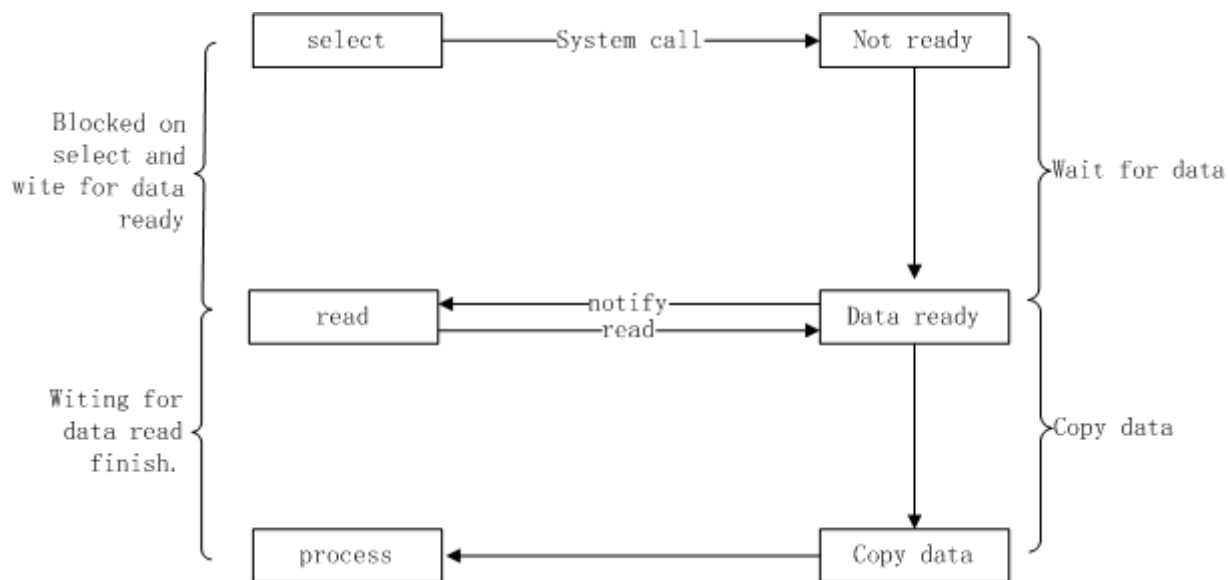 select
System call
Not ready
Blocked on
select and
wite for data
ready
Wait for data
read
notify
read
Data ready
Witing for
data read
finish.
Copy data
process
Copy data